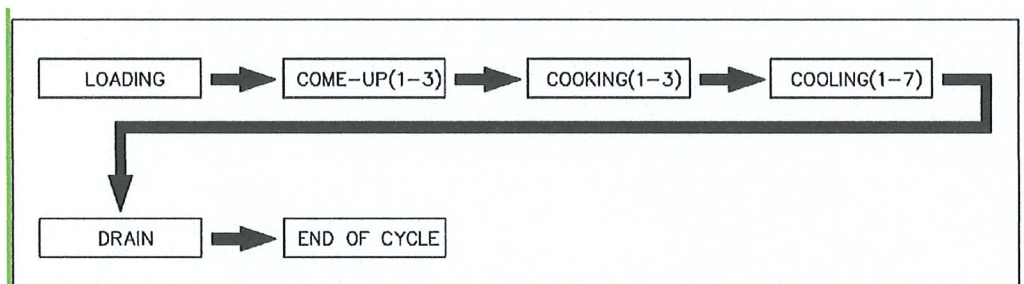 LOADING
COME-UP(1-3)
COOKING(1-3)
COOLING(1-7)
DRAIN
END OF CYCLE